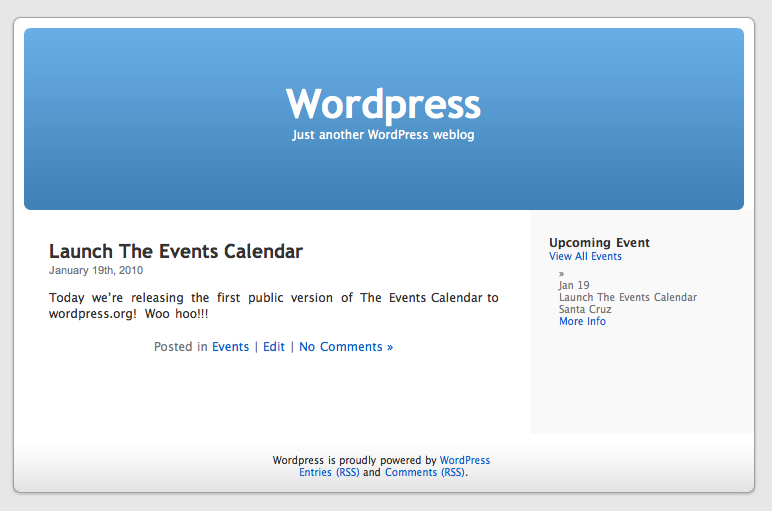 Wordpress
Just another WordPress weblog
Launch The Events Calendar
January 19th, 2010
Today we're releasing the first public version of The Events Calendar to
wordpress.org! Woo hoo!!!
Posted in Events | Edit | No Comments »
Upcoming Event
View All Events
»
Jan 19
Launch The Events Calendar
Santa Cruz
More Info
Wordpress is proudly powered by WordPress
Entries (RSS) and Comments (RSS).